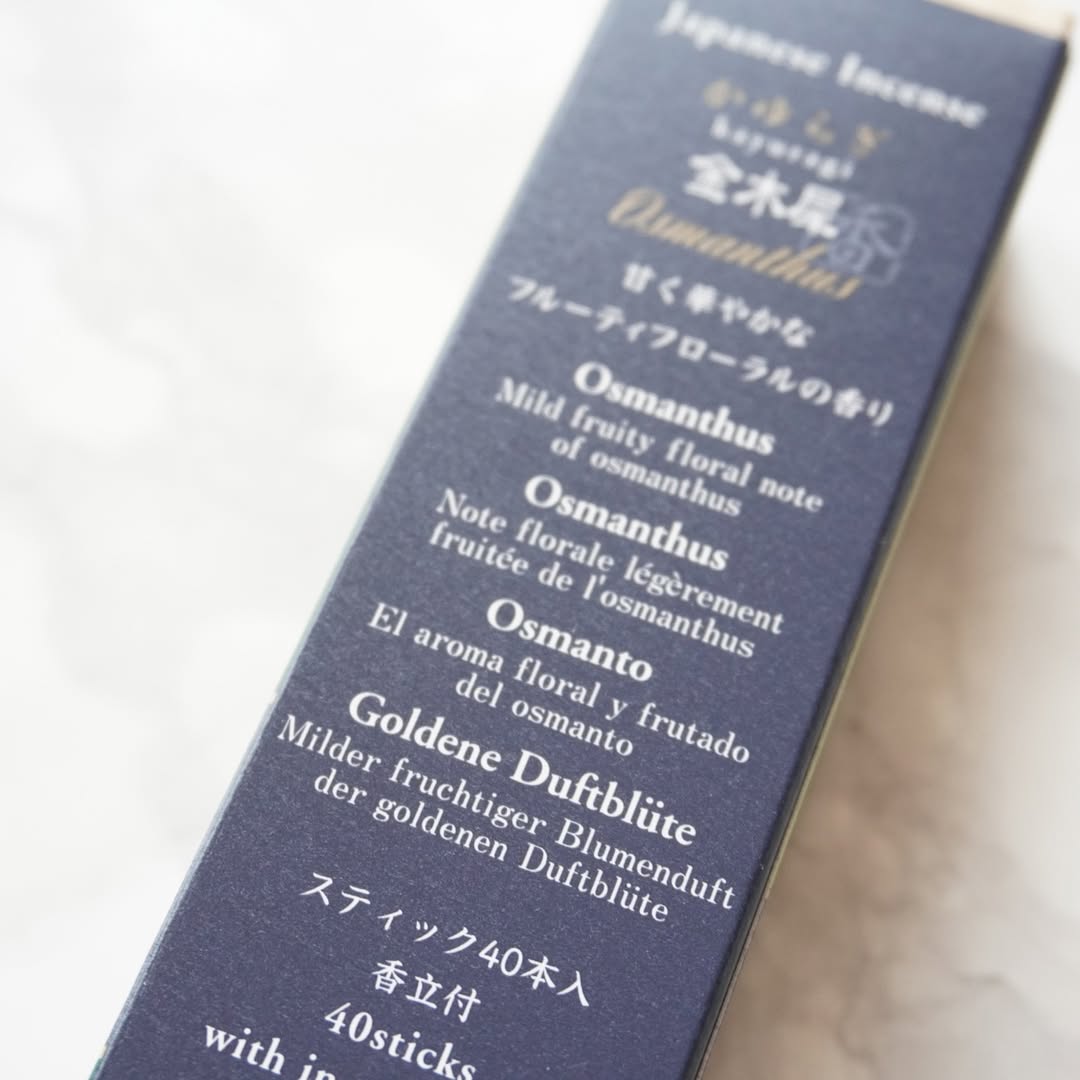 Japanese Incense
かゆらぎ
kayuragi
金木犀
香
Osmanthus
甘く華やかな
フルーティフローラルの香り
Osmanthus
Mild fruity floral note
of osmanthus
Osmanthus
Note florale légèrement
fruitée de l'osmanthus
Osmanto
El aroma floral y frutado
del osmanto
Goldene Duftblüte
Milder fruchtiger Blumenduft
der goldenen Duftblüte
スティック40本入
香立付
40sticks
with